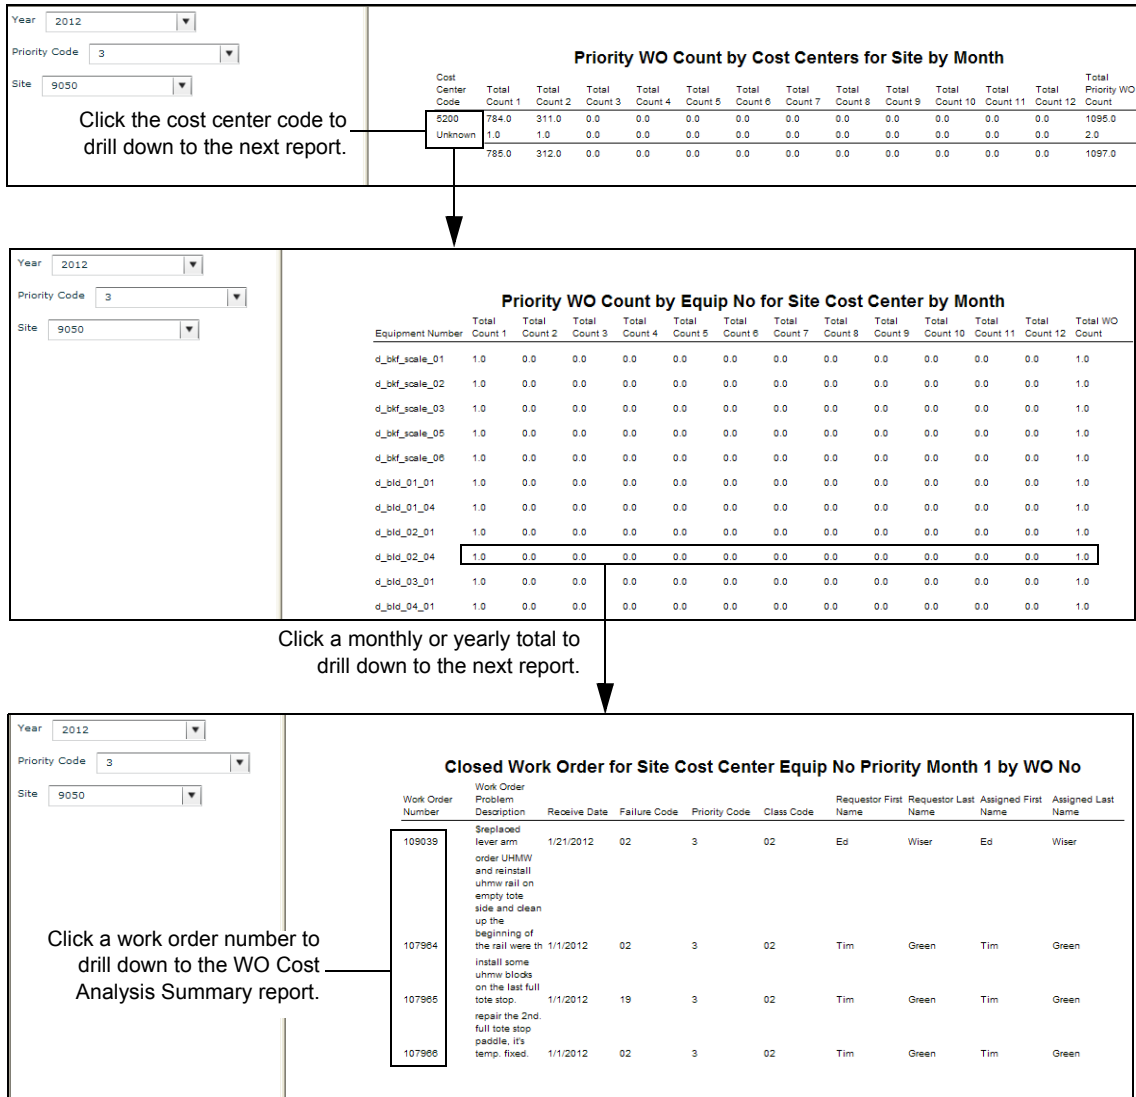 Year 2012
Priority Code 3
Site 9050
Click the cost center code to
drill down to the next report.
Priority WO Count by Cost Centers for Site by Month
Cost Center Code Total Count 1 Total Count 2 Total Count 3 Total Count 4 Total Count 5 Total Count 6 Total Count 7 Total Count 8 Total Count 9 Total Count 10 Total Count 11 Total Count 12 Total Priority WO Count
5200 784.0 311.0 0.0 0.0 0.0 0.0 0.0 0.0 0.0 0.0 0.0 0.0 1095.0
Unknown 1.0 1.0 0.0 0.0 0.0 0.0 0.0 0.0 0.0 0.0 0.0 0.0 2.0
785.0 312.0 0.0 0.0 0.0 0.0 0.0 0.0 0.0 0.0 0.0 0.0 1097.0
Year 2012
Priority Code 3
Site 9050
Priority WO Count by Equip No for Site Cost Center by Month
Equipment Number Total Count 1 Total Count 2 Total Count 3 Total Count 4 Total Count 5 Total Count 6 Total Count 7 Total Count 8 Total Count 9 Total Count 10 Total Count 11 Total Count 12 Total WO Count
d_bkf_scale_01 1.0 0.0 0.0 0.0 0.0 0.0 0.0 0.0 0.0 0.0 0.0 0.0 1.0
d_bkf_scale_02 1.0 0.0 0.0 0.0 0.0 0.0 0.0 0.0 0.0 0.0 0.0 0.0 1.0
d_bkf_scale_03 1.0 0.0 0.0 0.0 0.0 0.0 0.0 0.0 0.0 0.0 0.0 0.0 1.0
d_bkf_scale_05 1.0 0.0 0.0 0.0 0.0 0.0 0.0 0.0 0.0 0.0 0.0 0.0 1.0
d_bkf_scale_06 1.0 0.0 0.0 0.0 0.0 0.0 0.0 0.0 0.0 0.0 0.0 0.0 1.0
d_bld_01_01 1.0 0.0 0.0 0.0 0.0 0.0 0.0 0.0 0.0 0.0 0.0 0.0 1.0
d_bld_01_04 1.0 0.0 0.0 0.0 0.0 0.0 0.0 0.0 0.0 0.0 0.0 0.0 1.0
d_bld_02_01 1.0 0.0 0.0 0.0 0.0 0.0 0.0 0.0 0.0 0.0 0.0 0.0 1.0
d_bld_02_04 1.0 0.0 0.0 0.0 0.0 0.0 0.0 0.0 0.0 0.0 0.0 0.0 1.0
d_bld_03_01 1.0 0.0 0.0 0.0 0.0 0.0 0.0 0.0 0.0 0.0 0.0 0.0 1.0
d_bld_04_01 1.0 0.0 0.0 0.0 0.0 0.0 0.0 0.0 0.0 0.0 0.0 0.0 1.0
Click a monthly or yearly total to
drill down to the next report.
Year 2012
Priority Code 3
Site 9050
Click a work order number to
drill down to the WO Cost
Analysis Summary report.
Closed Work Order for Site Cost Center Equip No Priority Month 1 by WO No
Work Order Number Work Order Problem Description Receive Date Failure Code Priority Code Class Code Requestor First Name Requestor Last Name Assigned First Name Assigned Last Name
$replaced
109039 lever arm 1/21/2012 02 3 02 Ed Wiser Ed Wiser
order UHMW
and reinstall
uhmw rail on
empty tote
side and clean
up the
beginning of
107964 the rail were th 1/1/2012 02 3 02 Tim Green Tim Green
install some
uhmw blocks
on the last full
107965 tote stop. 1/1/2012 19 3 02 Tim Green Tim Green
repair the 2nd.
full tote stop
paddle, it's
107966 temp. fixed. 1/1/2012 02 3 02 Tim Green Tim Green